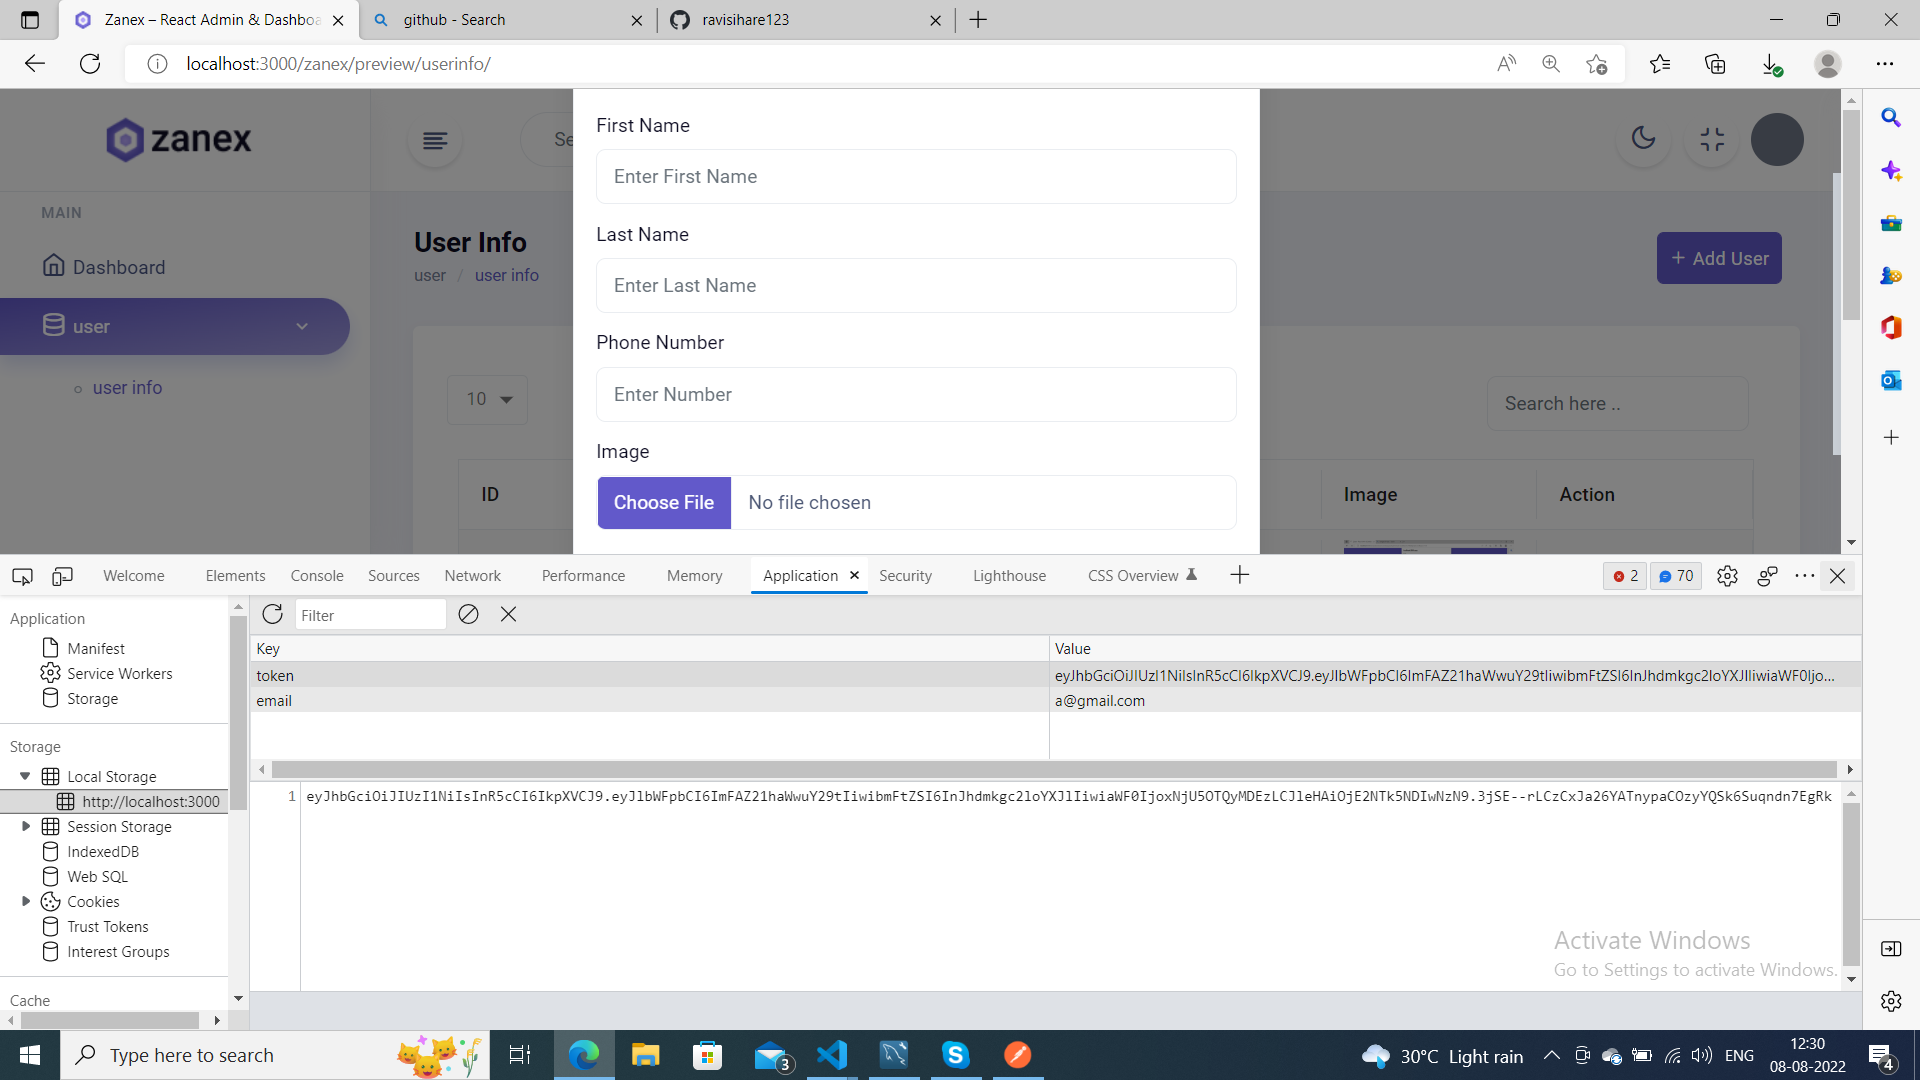 Zanex – React Admin & Dashboa
github - Search
ravisihare123
localhost:3000/zanex/preview/userinfo/
zanex
Se
MAIN
Dashboard
user
user info
User Info
user / user info
+ Add User
10
Search here ..
ID
Image
Action
First Name
Enter First Name
Last Name
Enter Last Name
Phone Number
Enter Number
Image
Choose File No file chosen
Welcome Elements Console Sources Network Performance Memory Application Security Lighthouse CSS Overview
2 70
Application
Manifest
Service Workers
Storage
Storage
Local Storage
http://localhost:3000
Session Storage
IndexedDB
Web SQL
Cookies
Trust Tokens
Interest Groups
Cache
Filter
Key Value
token
email a@gmail.com
1
Activate Windows
Go to Settings to activate Windows.
Type here to search
3
30°C Light rain
ENG
12:30
08-08-2022
4